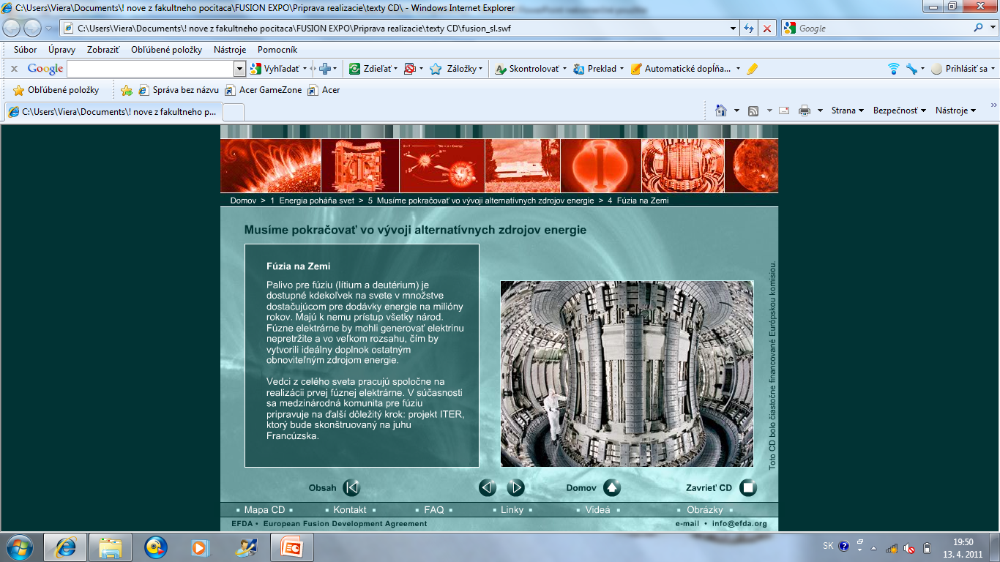 C:\Users\Viera\Documents\! nove z fakultneho pocitaca\FUSION EXPO\Priprava realizacie\texty CD\ - Windows Internet Explorer
C:\Users\Viera\Documents\! nove z fakultneho pocitaca\FUSION EXPO\Priprava realizacie\texty CD\fusion_sl.swf
Google
Súbor Úpravy Zobraziť Obľúbené položky Nástroje Pomocník
x Google Vyhľadať Zdieľať Záložky Skontrolovať Preklad Automatické dopĺňa... Prihlásiť sa
Obľúbené položky Správa bez názvu Acer GameZone Acer
C:\Users\Viera\Documents\! nove z fakultneho p... Strana Bezpečnosť Nástroje
Domov > 1 Energia poháňa svet > 5 Musíme pokračovať vo vývoji alternatívnych zdrojov energie > 4 Fúzia na Zemi
Musíme pokračovať vo vývoji alternatívnych zdrojov energie
Fúzia na Zemi
Palivo pre fúziu (lítium a deutérium) je
dostupné kdekoľvek na svete v množstve
dostačujúcom pre dodávky energie na milióny
rokov. Majú k nemu prístup všetky národ.
Fúzne elektrárne by mohli generovať elektrinu
nepretržite a vo veľkom rozsahu, čím by
vytvorili ideálny doplnok ostatným
obnoviteľným zdrojom energie.
Vedci z celého sveta pracujú spoločne na
realizácii prvej fúznej elektrárne. V súčasnosti
sa medzinárodná komunita pre fúziu
pripravuje na ďalší dôležitý krok: projekt ITER,
ktorý bude skonštruovaný na juhu
Francúzska.
Toto CD bolo čiastočne financované Európskou komisiou.
Obsah Domov Zavrieť CD
Mapa CD Kontakt FAQ Linky Videá Obrázky
EFDA • European Fusion Development Agreement e-mail • info@efda.org
SK 19:50
13. 4. 2011